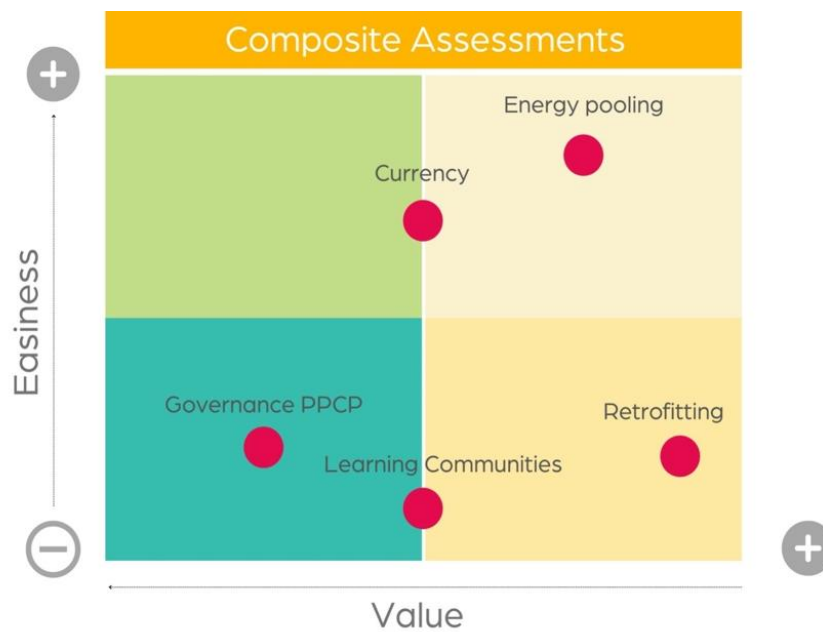 Composite Assessments
Energy pooling
Currency
Easiness
Governance PPCP
Retrofitting
Learning Communities
Value